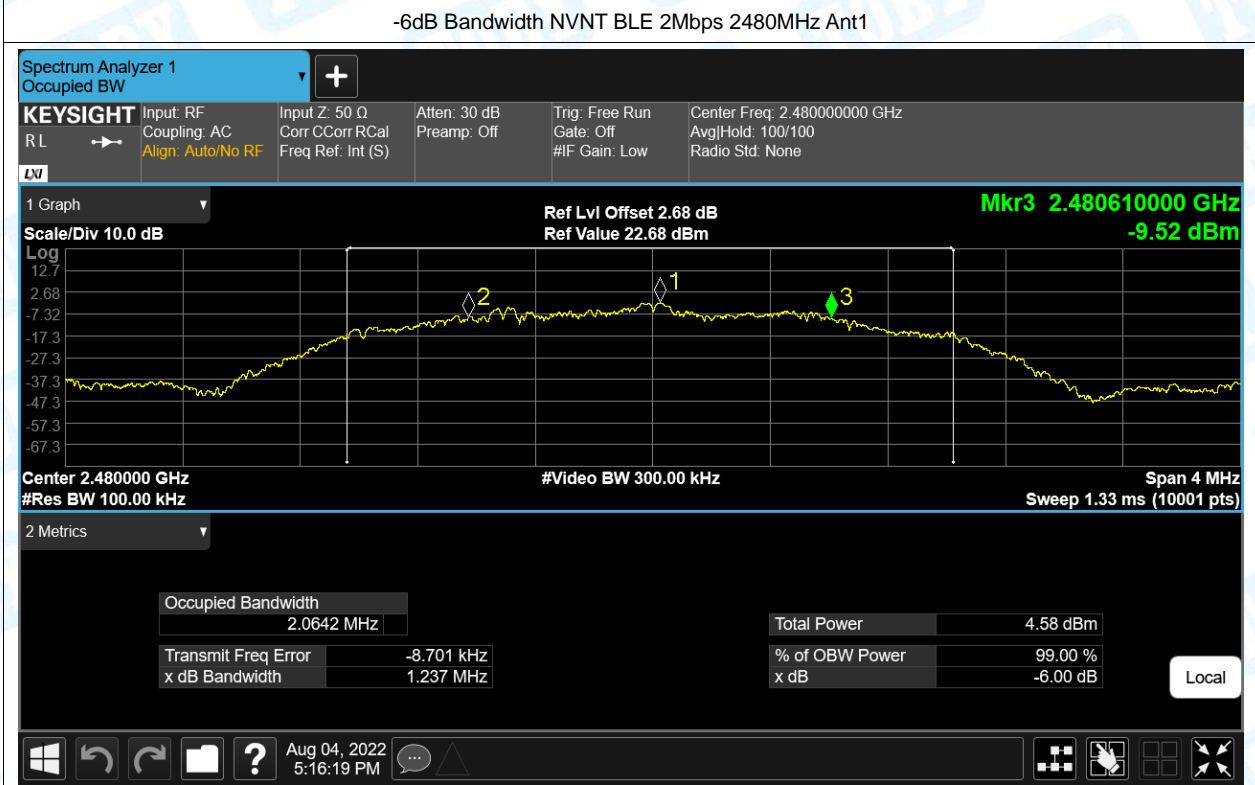 -6dB Bandwidth NVNT BLE 2Mbps 2480MHz Ant1
Spectrum Analyzer 1
Occupied BW
+
KEYSIGHT
R L
LXI
Input: RF
Coupling: AC
Align: Auto/No RF
Input Z: 50 Ω
Corr CCorr RCal
Freq Ref: Int (S)
Atten: 30 dB
Preamp: Off
Trig: Free Run
Gate: Off
#IF Gain: Low
Center Freq: 2.480000000 GHz
Avg|Hold: 100/100
Radio Std: None
1 Graph
Scale/Div 10.0 dB
Ref Lvl Offset 2.68 dB
Ref Value 22.68 dBm
Mkr3 2.480610000 GHz
-9.52 dBm
Log
12.7
2.68
-7.32
-17.3
-27.3
-37.3
-47.3
-57.3
-67.3
2
1
3
Center 2.480000 GHz
#Res BW 100.00 kHz
#Video BW 300.00 kHz
Span 4 MHz
Sweep 1.33 ms (10001 pts)
2 Metrics
Occupied Bandwidth
2.0642 MHz
Transmit Freq Error -8.701 kHz
x dB Bandwidth 1.237 MHz
Total Power 4.58 dBm
% of OBW Power 99.00 %
x dB -6.00 dB
Local
?
Aug 04, 2022
5:16:19 PM